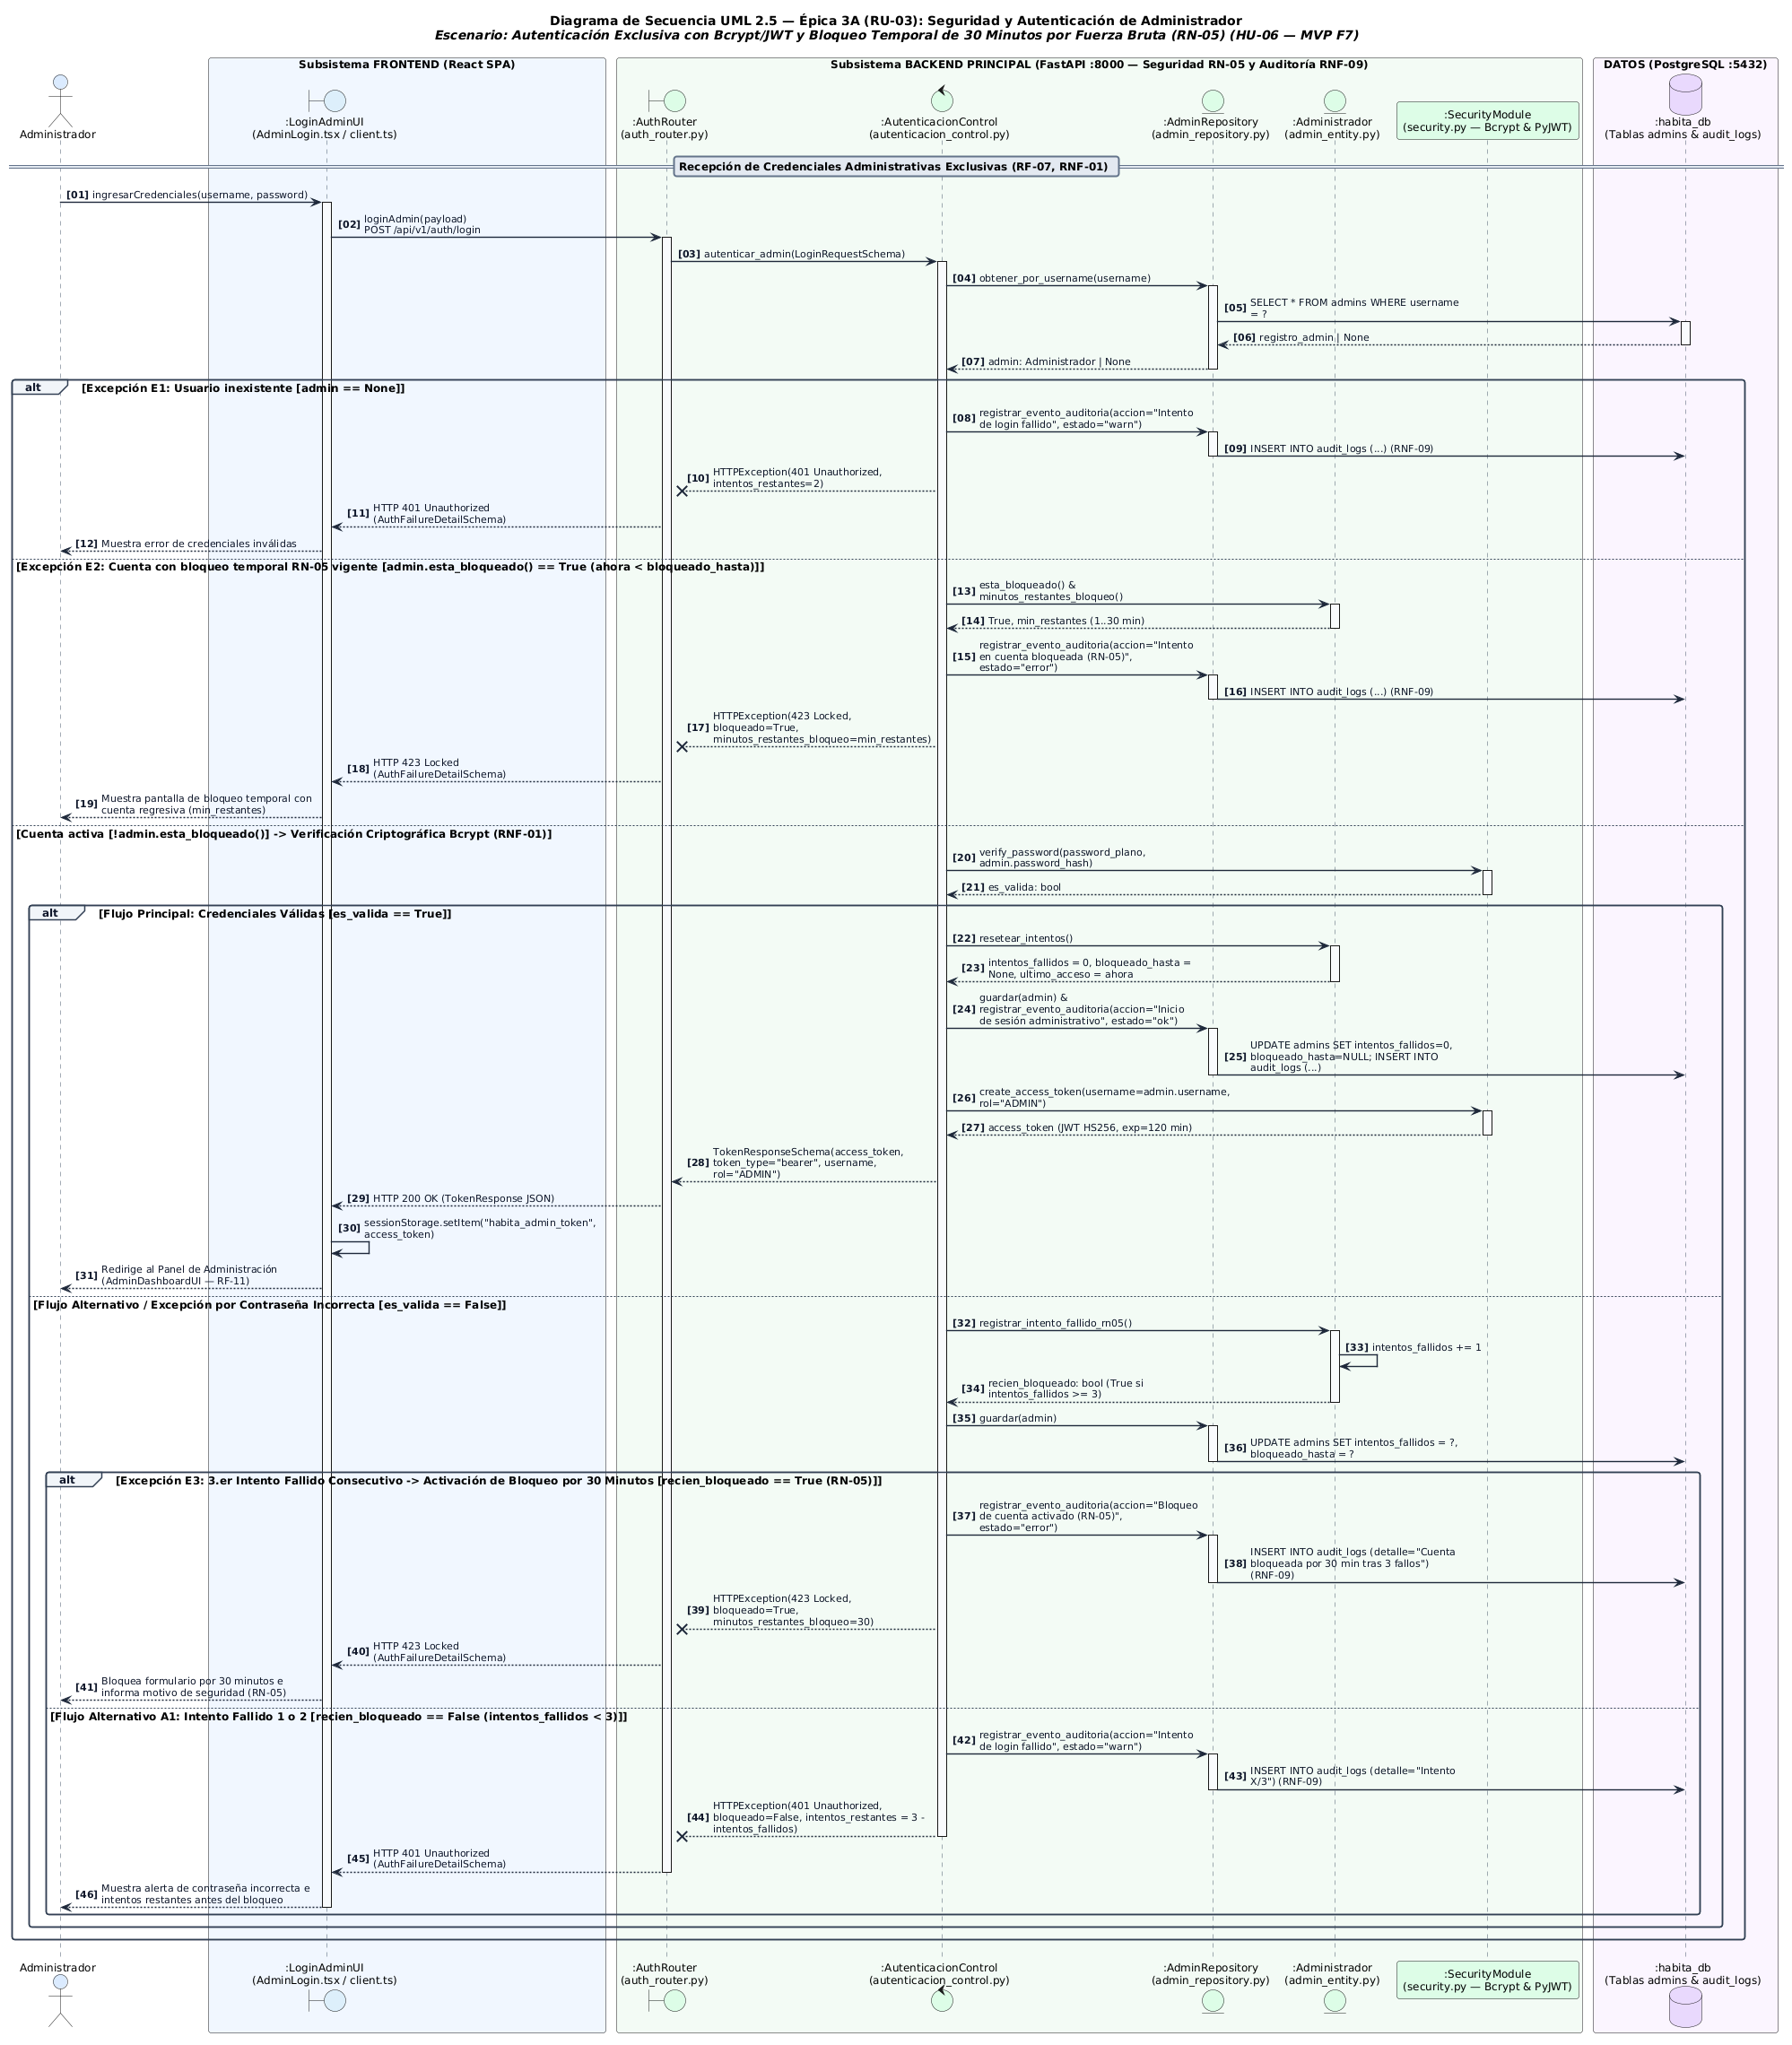 Diagrama de Secuencia UML 2.5 — Épica 3A (RU-03): Seguridad y Autenticación de Administrador
Escenario: Autenticación Exclusiva con Bcrypt/JWT y Bloqueo Temporal de 30 Minutos por Fuerza Bruta (RN-05) (HU-06 — MVP F7)
Subsistema FRONTEND (React SPA)
Subsistema BACKEND PRINCIPAL (FastAPI :8000 — Seguridad RN-05 y Auditoría RNF-09)
DATOS (PostgreSQL :5432)
Administrador
:LoginAdminUI
(AdminLogin.tsx / client.ts)
:AuthRouter
(auth_router.py)
:AutenticacionControl
(autenticacion_control.py)
:AdminRepository
(admin_repository.py)
:Administrador
(admin_entity.py)
:SecurityModule
(security.py — Bcrypt & PyJWT)
:habita_db
(Tablas admins & audit_logs)
Recepción de Credenciales Administrativas Exclusivas (RF-07, RNF-01)
[01] ingresarCredenciales(username, password)
[02] loginAdmin(payload)
POST /api/v1/auth/login
[03] autenticar_admin(LoginRequestSchema)
[04] obtener_por_username(username)
[05] SELECT * FROM admins WHERE username
= ?
[06] registro_admin | None
[07] admin: Administrador | None
alt [Excepción E1: Usuario inexistente [admin == None]]
[08] registrar_evento_auditoria(accion="Intento
de login fallido", estado="warn")
[09] INSERT INTO audit_logs (...) (RNF-09)
[10] HTTPException(401 Unauthorized,
intentos_restantes=2)
[11] HTTP 401 Unauthorized
(AuthFailureDetailSchema)
[12] Muestra error de credenciales inválidas
[Excepción E2: Cuenta con bloqueo temporal RN-05 vigente [admin.esta_bloqueado() == True (ahora < bloqueado_hasta)]]
[13] esta_bloqueado() &
minutos_restantes_bloqueo()
[14] True, min_restantes (1..30 min)
[15] registrar_evento_auditoria(accion="Intento
en cuenta bloqueada (RN-05)",
estado="error")
[16] INSERT INTO audit_logs (...) (RNF-09)
[17] HTTPException(423 Locked,
bloqueado=True,
minutos_restantes_bloqueo=min_restantes)
[18] HTTP 423 Locked
(AuthFailureDetailSchema)
[19] Muestra pantalla de bloqueo temporal con
cuenta regresiva (min_restantes)
[Cuenta activa [!admin.esta_bloqueado()] -> Verificación Criptográfica Bcrypt (RNF-01)]
[20] verify_password(password_plano,
admin.password_hash)
[21] es_valida: bool
alt [Flujo Principal: Credenciales Válidas [es_valida == True]]
[22] resetear_intentos()
[23] intentos_fallidos = 0, bloqueado_hasta =
None, ultimo_acceso = ahora
[24] guardar(admin) &
registrar_evento_auditoria(accion="Inicio
de sesión administrativo", estado="ok")
[25] UPDATE admins SET intentos_fallidos=0,
bloqueado_hasta=NULL; INSERT INTO
audit_logs (...)
[26] create_access_token(username=admin.username,
rol="ADMIN")
[27] access_token (JWT HS256, exp=120 min)
[28] TokenResponseSchema(access_token,
token_type="bearer", username,
rol="ADMIN")
[29] HTTP 200 OK (TokenResponse JSON)
[30] sessionStorage.setItem("habita_admin_token",
access_token)
[31] Redirige al Panel de Administración
(AdminDashboardUI — RF-11)
[Flujo Alternativo / Excepción por Contraseña Incorrecta [es_valida == False]]
[32] registrar_intento_fallido_rn05()
[33] intentos_fallidos += 1
[34] recien_bloqueado: bool (True si
intentos_fallidos >= 3)
[35] guardar(admin)
[36] UPDATE admins SET intentos_fallidos = ?,
bloqueado_hasta = ?
alt [Excepción E3: 3.er Intento Fallido Consecutivo -> Activación de Bloqueo por 30 Minutos [recien_bloqueado == True (RN-05)]]
[37] registrar_evento_auditoria(accion="Bloqueo
de cuenta activado (RN-05)",
estado="error")
[38] INSERT INTO audit_logs (detalle="Cuenta
bloqueada por 30 min tras 3 fallos")
(RNF-09)
[39] HTTPException(423 Locked,
bloqueado=True,
minutos_restantes_bloqueo=30)
[40] HTTP 423 Locked
(AuthFailureDetailSchema)
[41] Bloquea formulario por 30 minutos e
informa motivo de seguridad (RN-05)
[Flujo Alternativo A1: Intento Fallido 1 o 2 [recien_bloqueado == False (intentos_fallidos < 3)]]
[42] registrar_evento_auditoria(accion="Intento
de login fallido", estado="warn")
[43] INSERT INTO audit_logs (detalle="Intento
X/3") (RNF-09)
[44] HTTPException(401 Unauthorized,
bloqueado=False, intentos_restantes = 3 -
intentos_fallidos)
[45] HTTP 401 Unauthorized
(AuthFailureDetailSchema)
[46] Muestra alerta de contraseña incorrecta e
intentos restantes antes del bloqueo
Administrador
:LoginAdminUI
(AdminLogin.tsx / client.ts)
:AuthRouter
(auth_router.py)
:AutenticacionControl
(autenticacion_control.py)
:AdminRepository
(admin_repository.py)
:Administrador
(admin_entity.py)
:SecurityModule
(security.py — Bcrypt & PyJWT)
:habita_db
(Tablas admins & audit_logs)